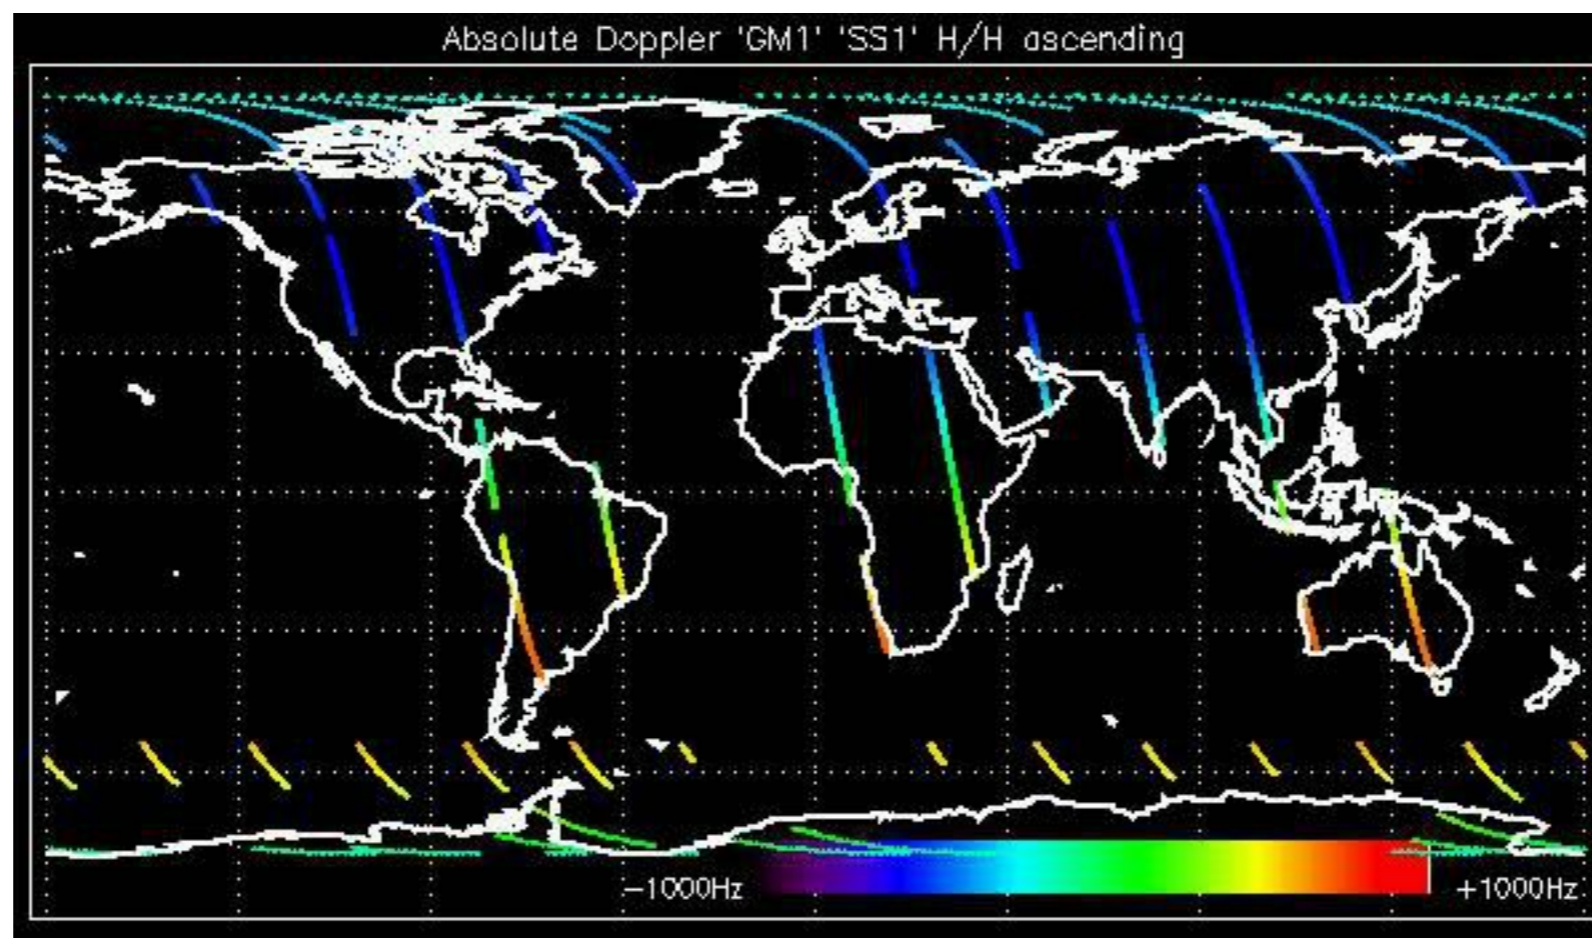 Absolute Doppler 'GM1' 'SS1' H/H ascending
−1000Hz +1000Hz